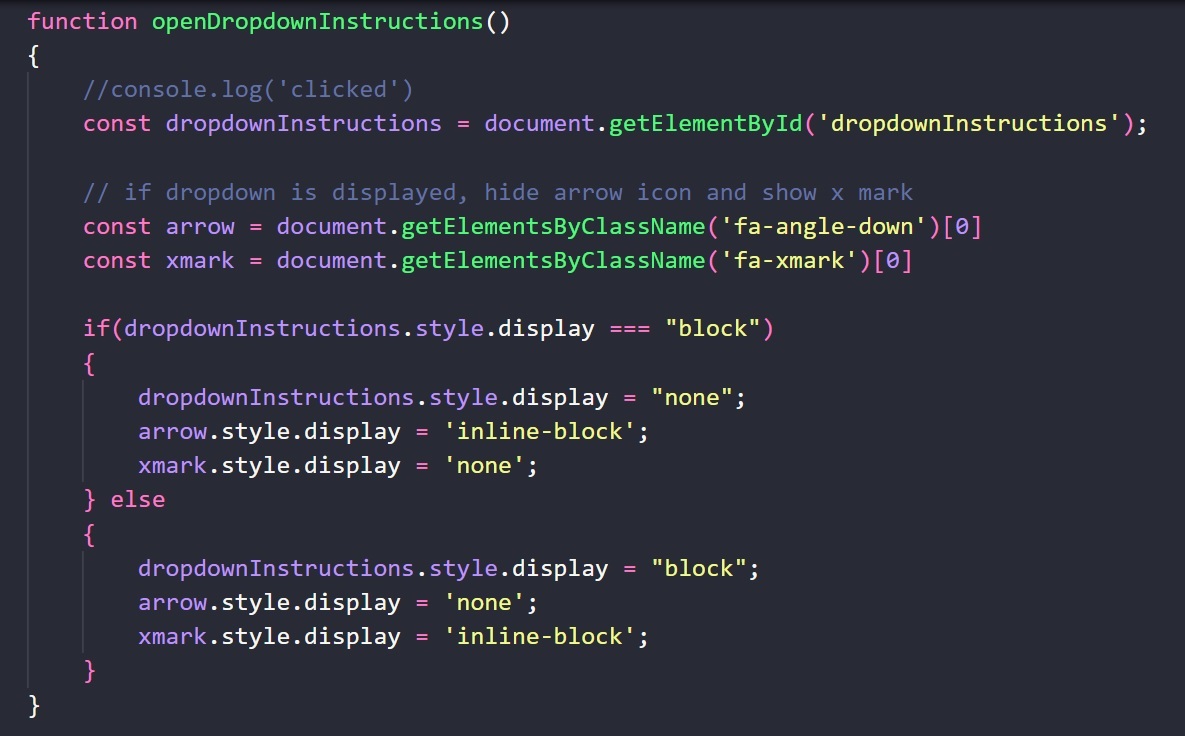 function openDropdownInstructions()
{
    //console.log('clicked')
    const dropdownInstructions = document.getElementById('dropdownInstructions');

    // if dropdown is displayed, hide arrow icon and show x mark
    const arrow = document.getElementsByClassName('fa-angle-down')[0]
    const xmark = document.getElementsByClassName('fa-xmark')[0]

    if(dropdownInstructions.style.display === "block")
    {
        dropdownInstructions.style.display = "none";
        arrow.style.display = 'inline-block';
        xmark.style.display = 'none';
    } else
    {
        dropdownInstructions.style.display = "block";
        arrow.style.display = 'none';
        xmark.style.display = 'inline-block';
    }
}